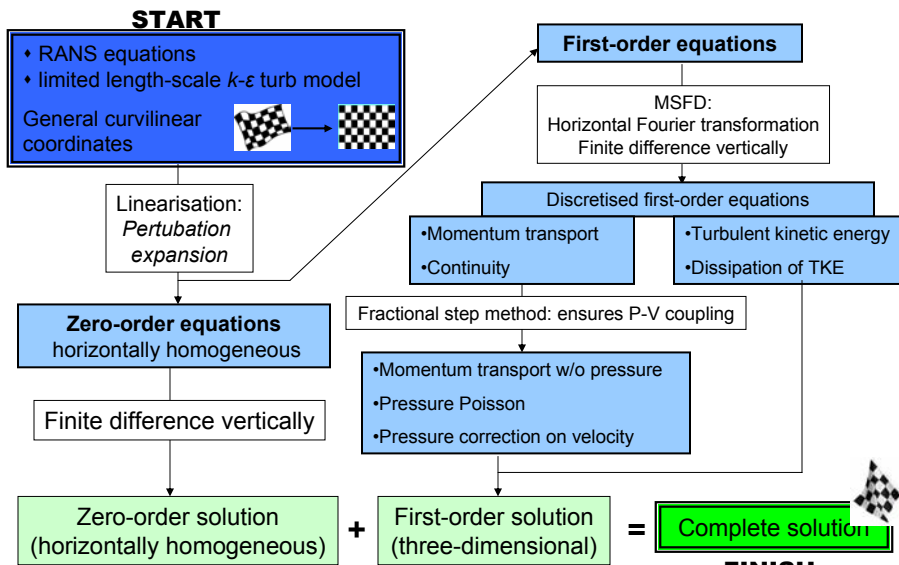 START
♦ RANS equations
♦ limited length-scale k-ε turb model
General curvilinear
coordinates
Linearisation:
Pertubation
expansion
Zero-order equations
horizontally homogeneous
Finite difference vertically
Zero-order solution
(horizontally homogeneous)
+
First-order equations
MSFD:
Horizontal Fourier transformation
Finite difference vertically
Discretised first-order equations
•Momentum transport
•Continuity
•Turbulent kinetic energy
•Dissipation of TKE
Fractional step method: ensures P-V coupling
•Momentum transport w/o pressure
•Pressure Poisson
•Pressure correction on velocity
First-order solution
(three-dimensional)
=
Complete solution
FINISH